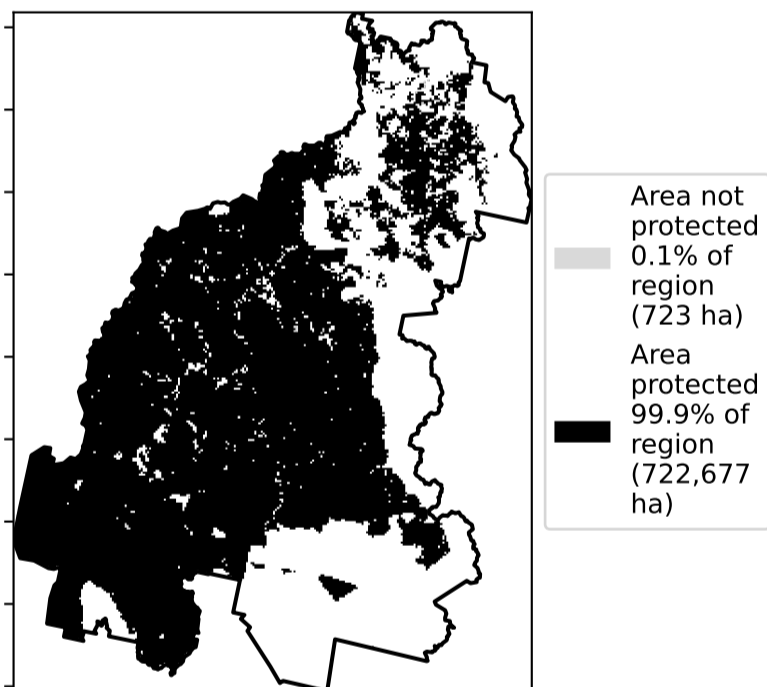 Area not
protected
0.1% of
region
(723 ha)
Area
protected
99.9% of
region
(722,677
ha)